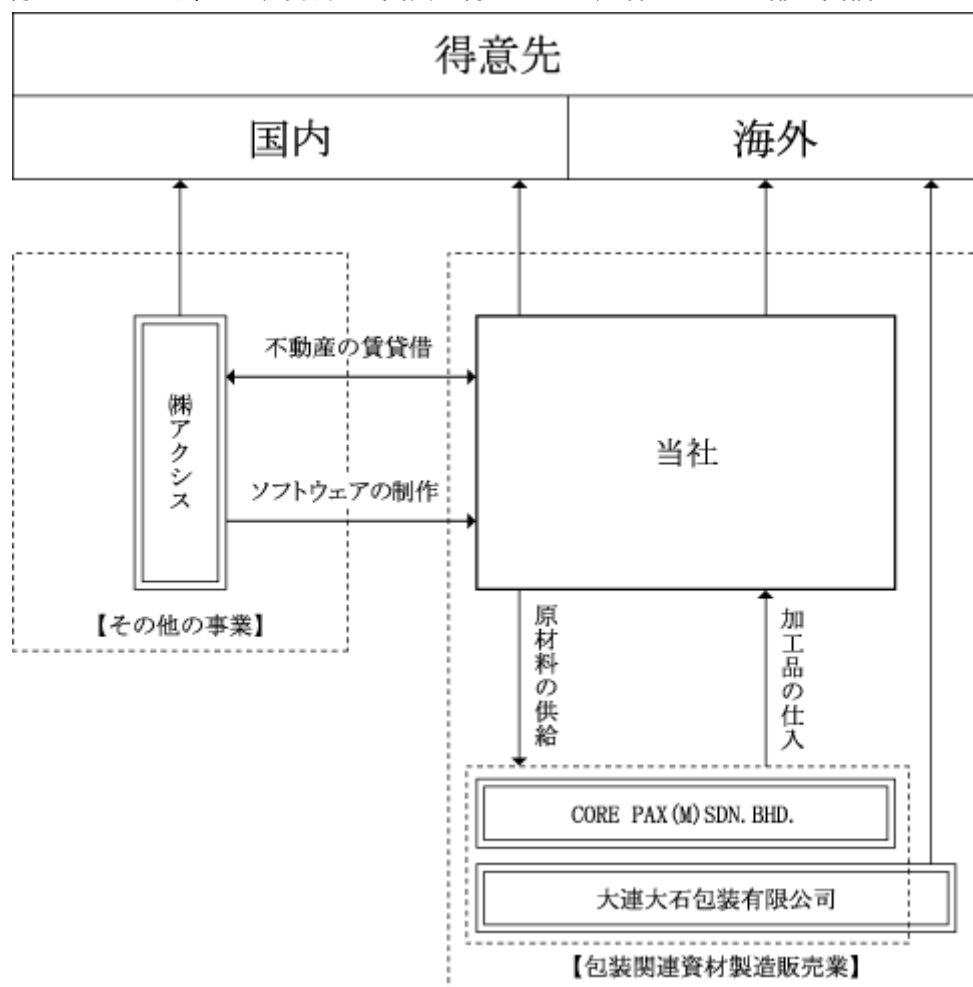 得意先
国内
海外
不動産の賃貸借
㈱アクシス
当社
ソフトウェアの制作
【その他の事業】
原材料の供給
加工品の仕入
CORE PAX(M)SDN.BHD.
大連大石包装有限公司
【包装関連資材製造販売業】